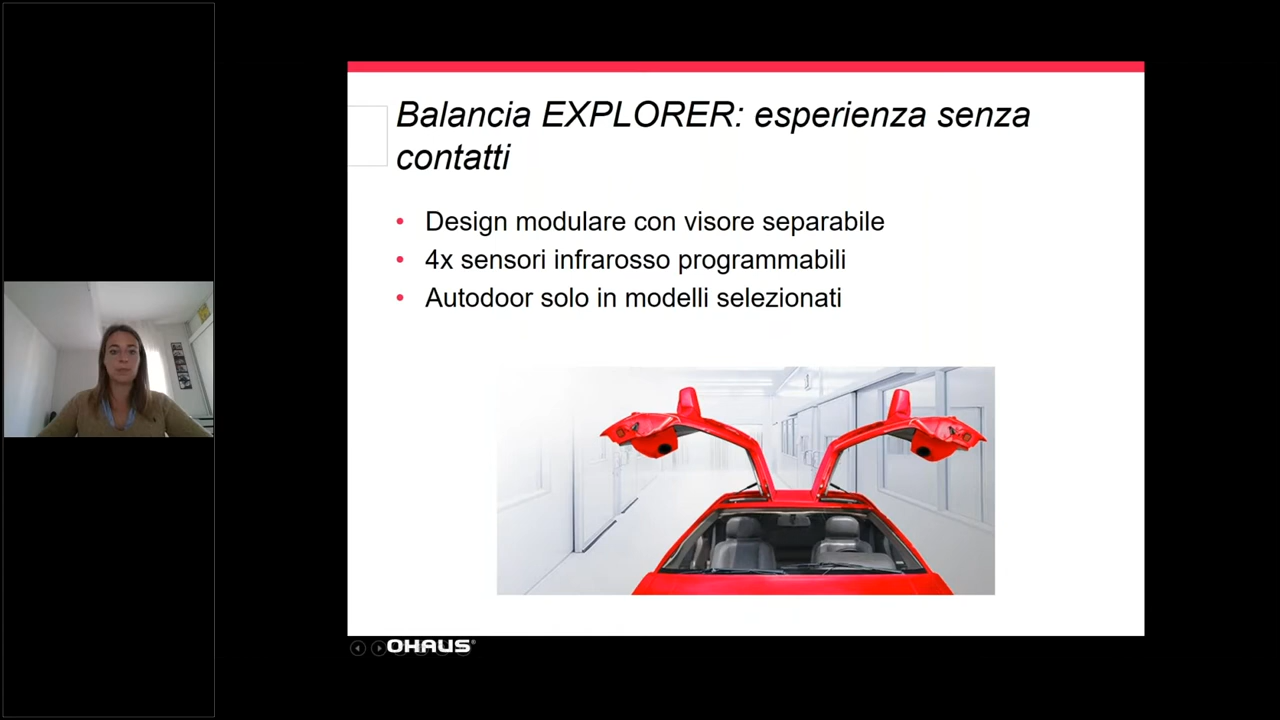 Balancia EXPLORER: esperienza senza
contatti
• Design modulare con visore separabile
• 4x sensori infrarosso programmabili
• Autodoor solo in modelli selezionati
OHAUS®